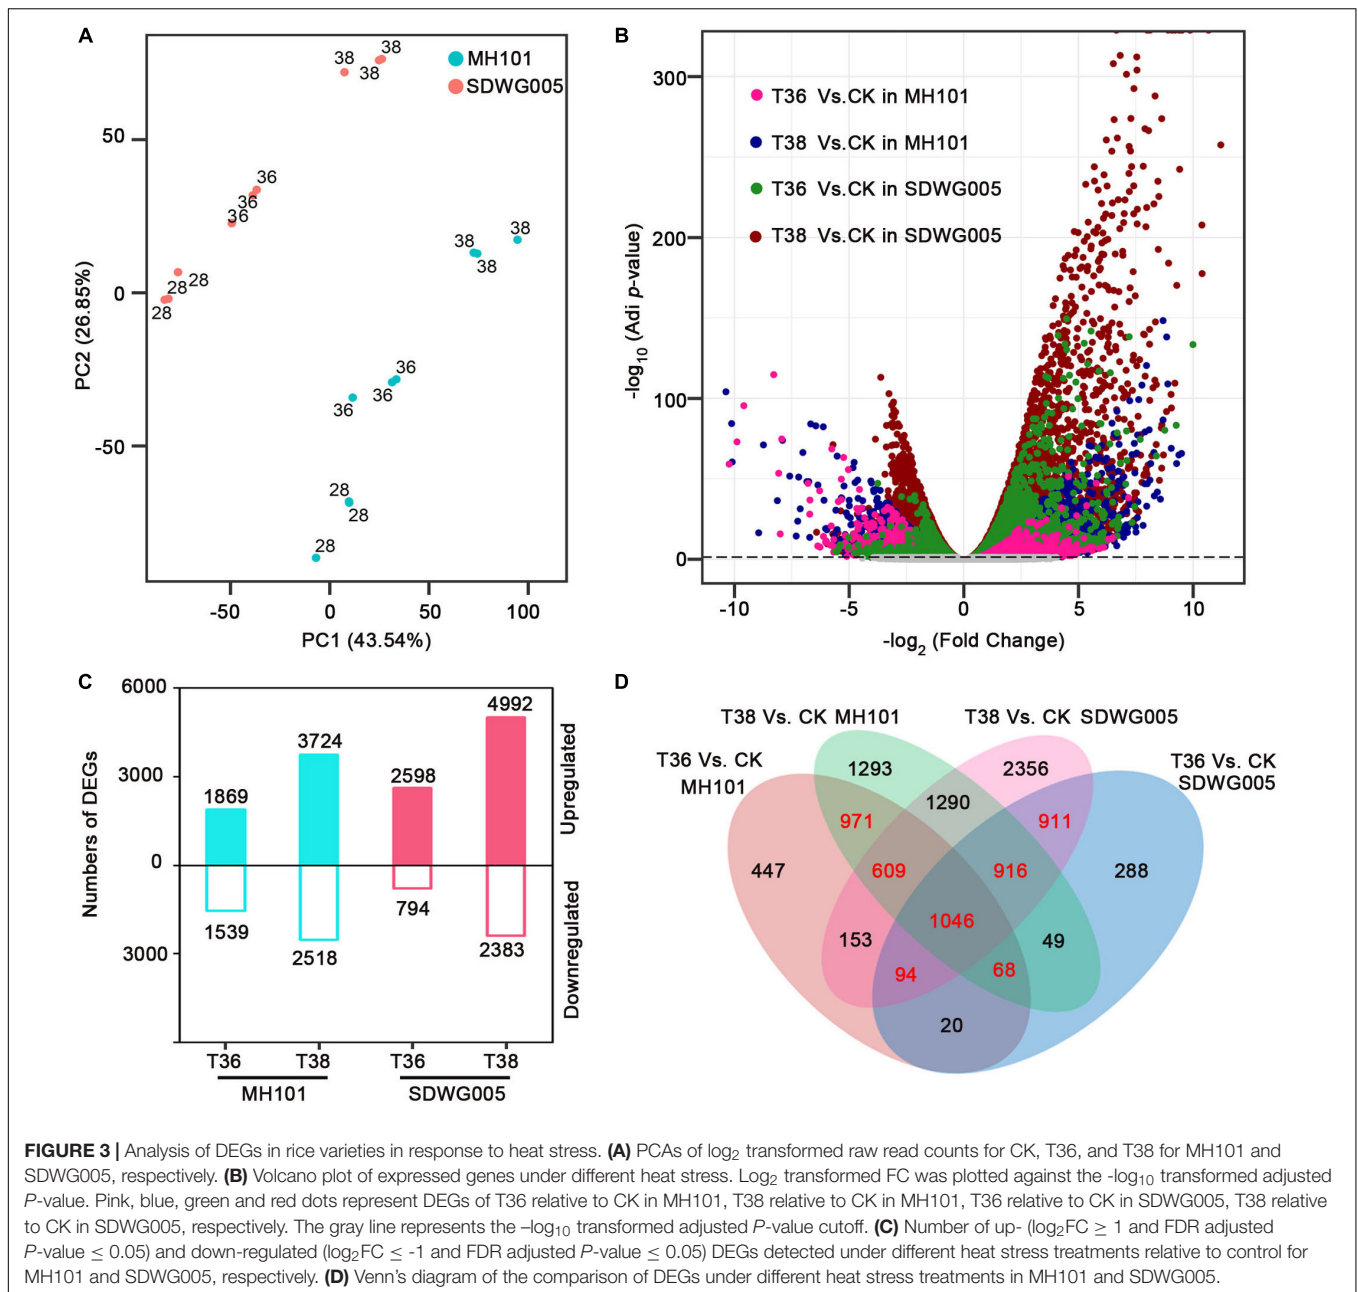 A
MH101
SDWG005
38
38
38
36
36
36
28
28
28
38
38
38
36
36
36
28
28
28
50
0
-50
-50
0
50
100
PC2 (26.85%)
PC1 (43.54%)
B
T36 Vs.CK in MH101
T38 Vs.CK in MH101
T36 Vs.CK in SDWG005
T38 Vs.CK in SDWG005
300
200
100
0
-10
-5
0
5
10
-log10 (Adi p-value)
-log2 (Fold Change)
C
6000
3000
0
3000
Numbers of DEGs
1869
3724
2598
4992
1539
2518
794
2383
Upregulated
Downregulated
T36
T38
T36
T38
MH101
SDWG005
D
T38 Vs. CK MH101
T38 Vs. CK SDWG005
T36 Vs. CK
MH101
T36 Vs. CK
SDWG005
1293
2356
1290
971
911
447
609
916
288
1046
153
49
94
68
20
FIGURE 3 | Analysis of DEGs in rice varieties in response to heat stress. (A) PCAs of log2 transformed raw read counts for CK, T36, and T38 for MH101 and
SDWG005, respectively. (B) Volcano plot of expressed genes under different heat stress. Log2 transformed FC was plotted against the -log10 transformed adjusted
P-value. Pink, blue, green and red dots represent DEGs of T36 relative to CK in MH101, T38 relative to CK in MH101, T36 relative to CK in SDWG005, T38 relative
to CK in SDWG005, respectively. The gray line represents the –log10 transformed adjusted P-value cutoff. (C) Number of up- (log2FC ≥ 1 and FDR adjusted
P-value ≤ 0.05) and down-regulated (log2FC ≤ -1 and FDR adjusted P-value ≤ 0.05) DEGs detected under different heat stress treatments relative to control for
MH101 and SDWG005, respectively. (D) Venn's diagram of the comparison of DEGs under different heat stress treatments in MH101 and SDWG005.